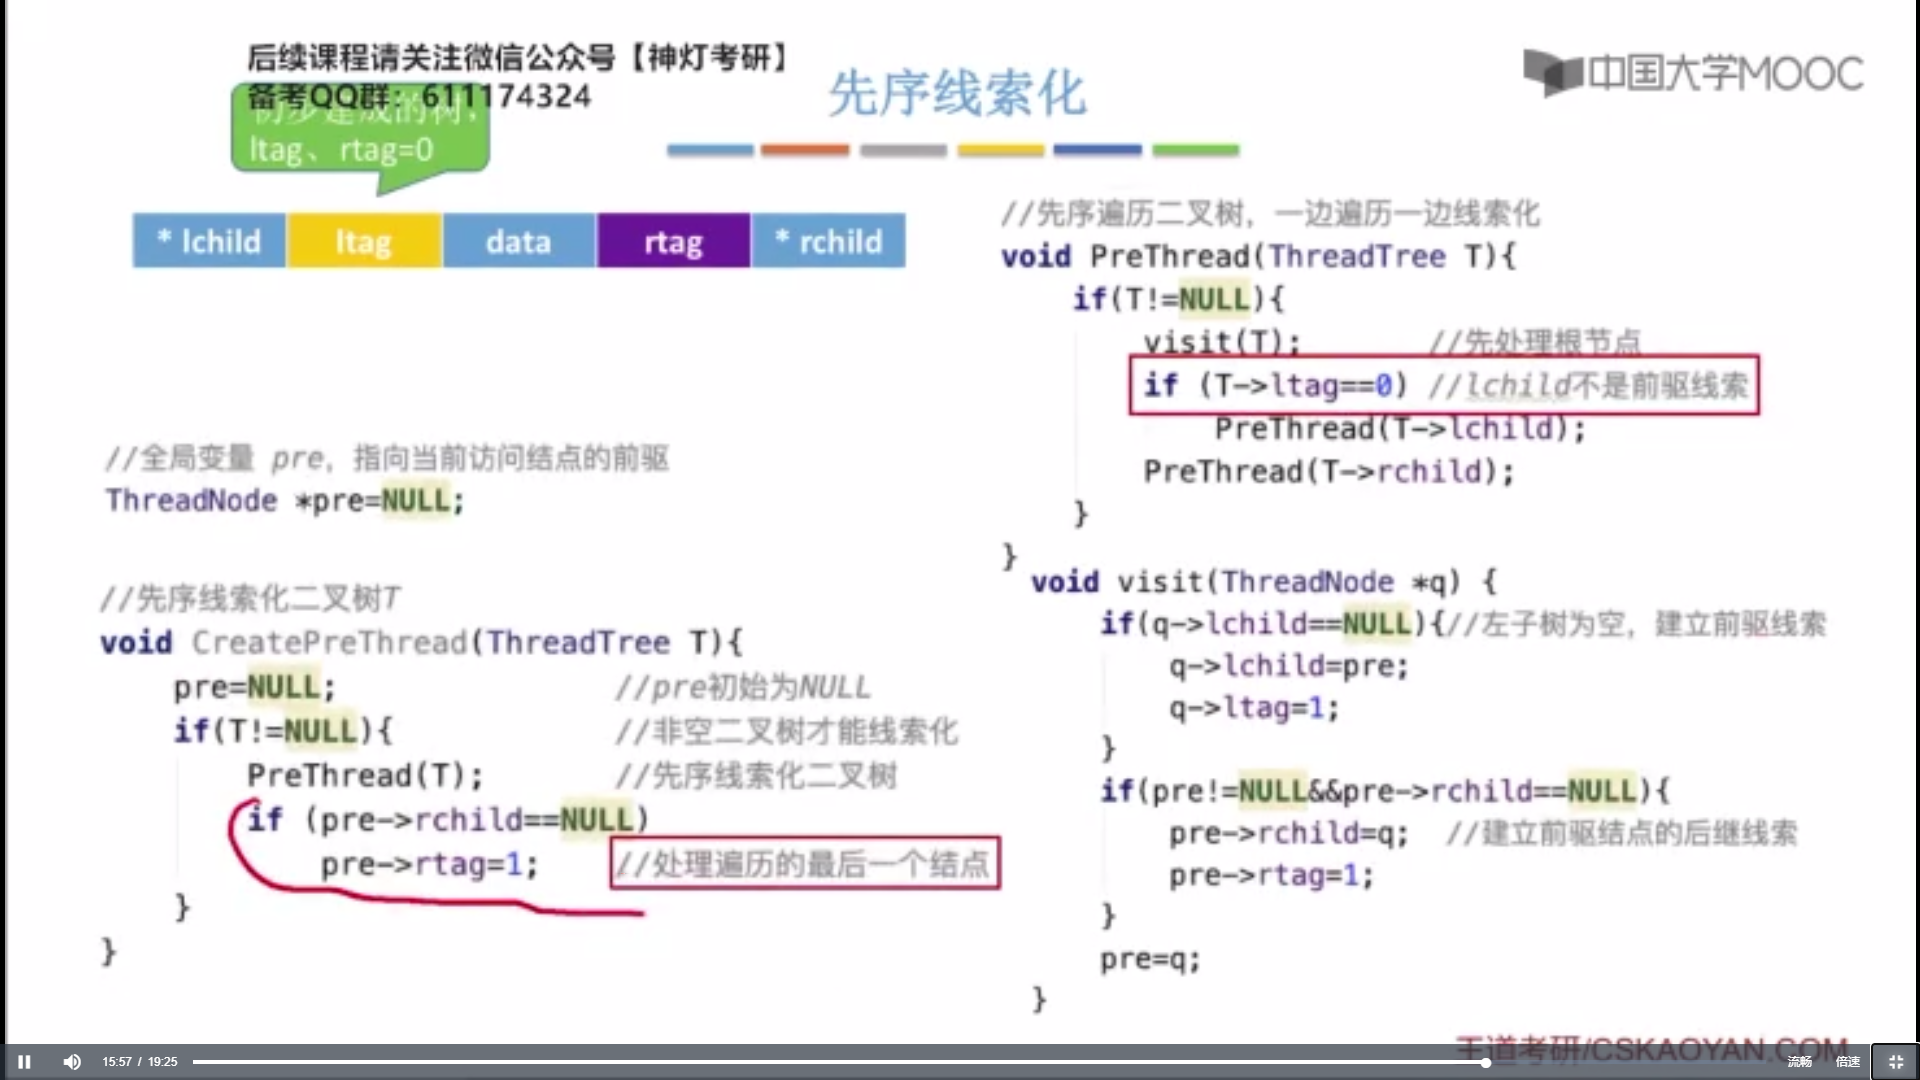 后续课程请关注微信公众号【神灯考研】
备考QQ群：611174324
初步建成的树，
ltag、rtag=0
先序线索化
中国大学MOOC
* lchild ltag data rtag * rchild
//全局变量 pre，指向当前访问结点的前驱
ThreadNode *pre=NULL;
//先序线索化二叉树T
void CreatePreThread(ThreadTree T){
pre=NULL; //pre初始为NULL
if(T!=NULL){ //非空二叉树才能线索化
PreThread(T); //先序线索化二叉树
if (pre->rchild==NULL)
pre->rtag=1; //处理遍历的最后一个结点
}
}
//先序遍历二叉树，一边遍历一边线索化
void PreThread(ThreadTree T){
if(T!=NULL){
visit(T); //先处理根节点
if (T->ltag==0) //lchild不是前驱线索
PreThread(T->lchild);
PreThread(T->rchild);
}
}
void visit(ThreadNode *q) {
if(q->lchild==NULL){//左子树为空，建立前驱线索
q->lchild=pre;
q->ltag=1;
}
if(pre!=NULL&&pre->rchild==NULL){
pre->rchild=q; //建立前驱结点的后继线索
pre->rtag=1;
}
pre=q;
}
王道考研/CSKAOYAN.COM
15:57 / 19:25 流畅 倍速